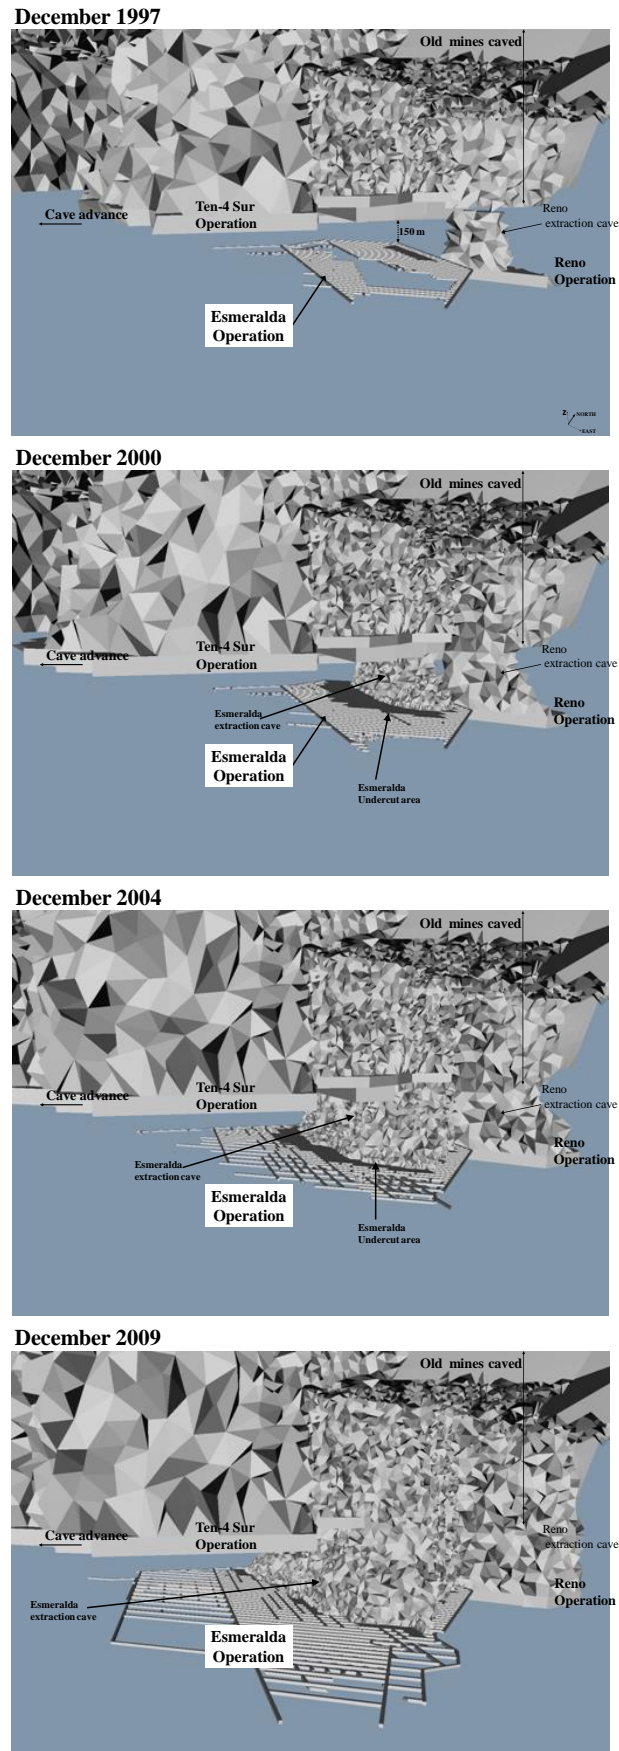 December 1997
Old mines caved
Cave advance
Ten-4 Sur
Operation
Reno
extraction cave
150 m
Reno
Operation
Esmeralda
Operation
Z
NORTH
EAST
December 2000
Old mines caved
Cave advance
Ten-4 Sur
Operation
Reno
extraction cave
Esmeralda
extraction cave
Reno
Operation
Esmeralda
Operation
Esmeralda
Undercut area
December 2004
Old mines caved
Cave advance
Ten-4 Sur
Operation
Reno
extraction cave
Reno
Operation
Esmeralda
extraction cave
Esmeralda
Operation
Esmeralda
Undercut area
December 2009
Old mines caved
Cave advance
Ten-4 Sur
Operation
Reno
extraction cave
Reno
Operation
Esmeralda
extraction cave
Esmeralda
Operation